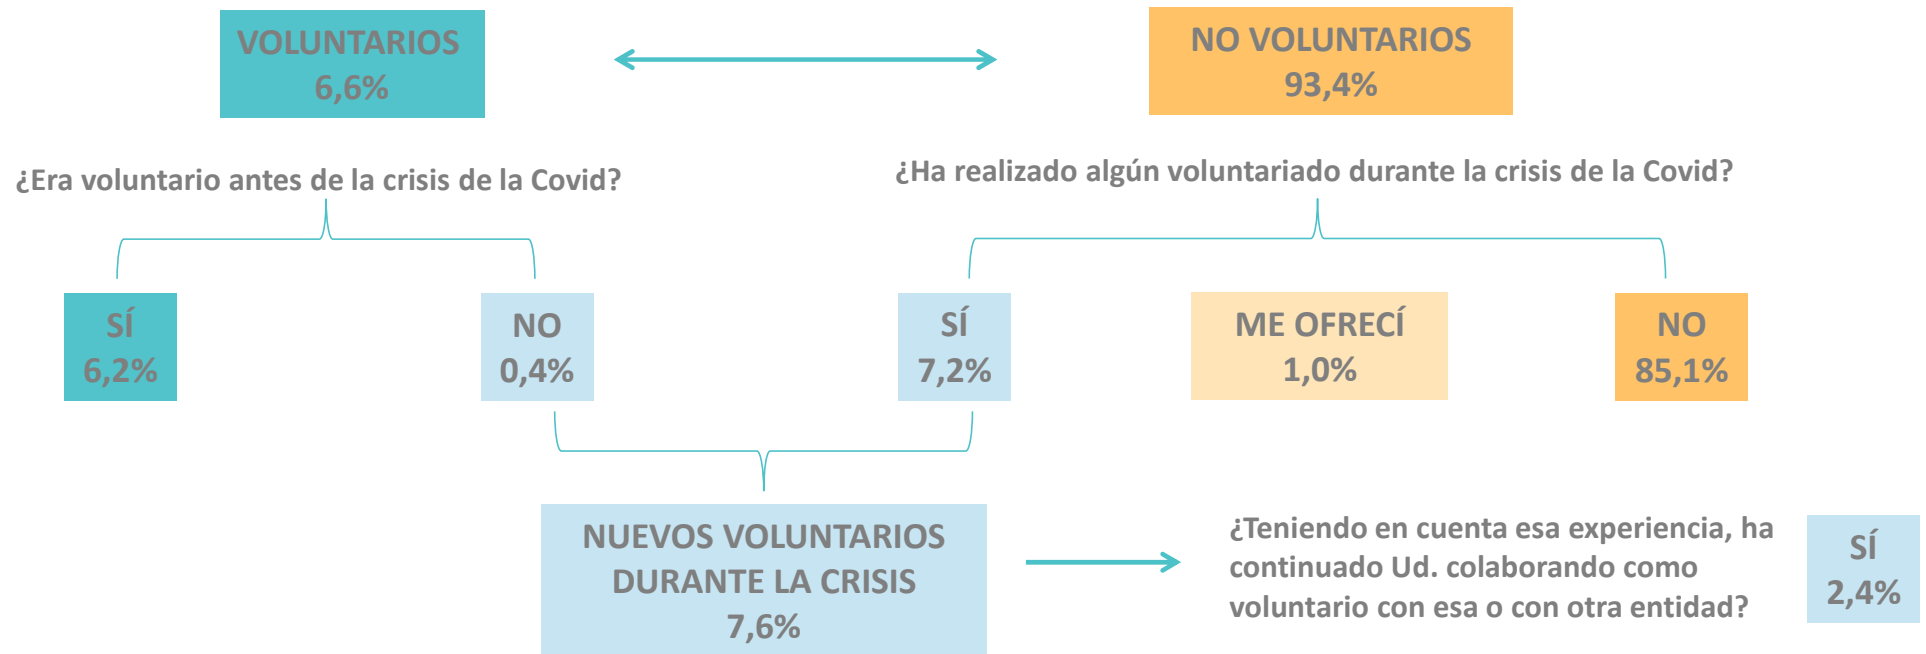 VOLUNTARIOS
6,6%
NO VOLUNTARIOS
93,4%
¿Era voluntario antes de la crisis de la Covid?
¿Ha realizado algún voluntariado durante la crisis de la Covid?
SÍ
6,2%
NO
0,4%
SÍ
7,2%
ME OFRECÍ
1,0%
NO
85,1%
NUEVOS VOLUNTARIOS
DURANTE LA CRISIS
7,6%
¿Teniendo en cuenta esa experiencia, ha
continuado Ud. colaborando como
voluntario con esa o con otra entidad?
SÍ
2,4%